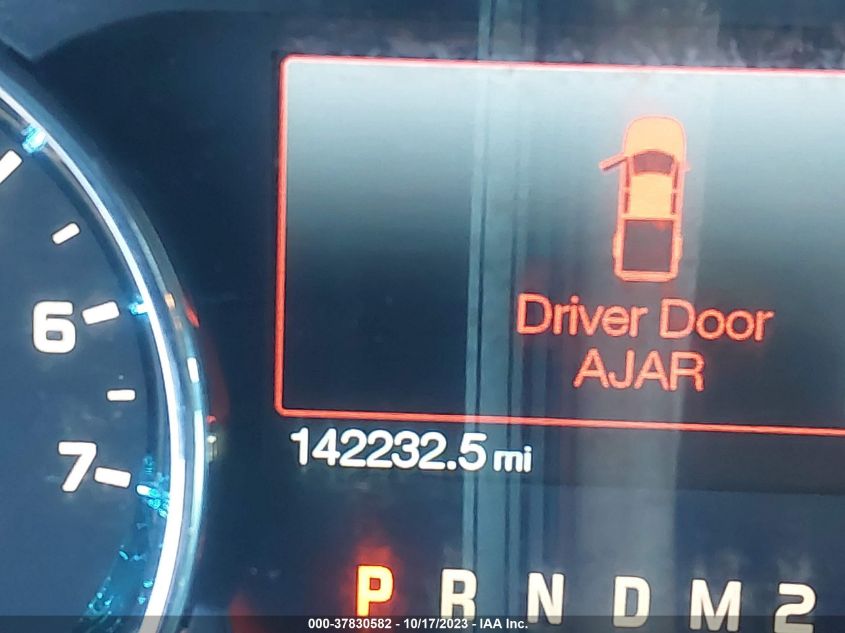 6
7
Driver Door
AJAR
142232.5 mi
P R N D M 2
000-37830582 - 10/17/2023 - IAA Inc.